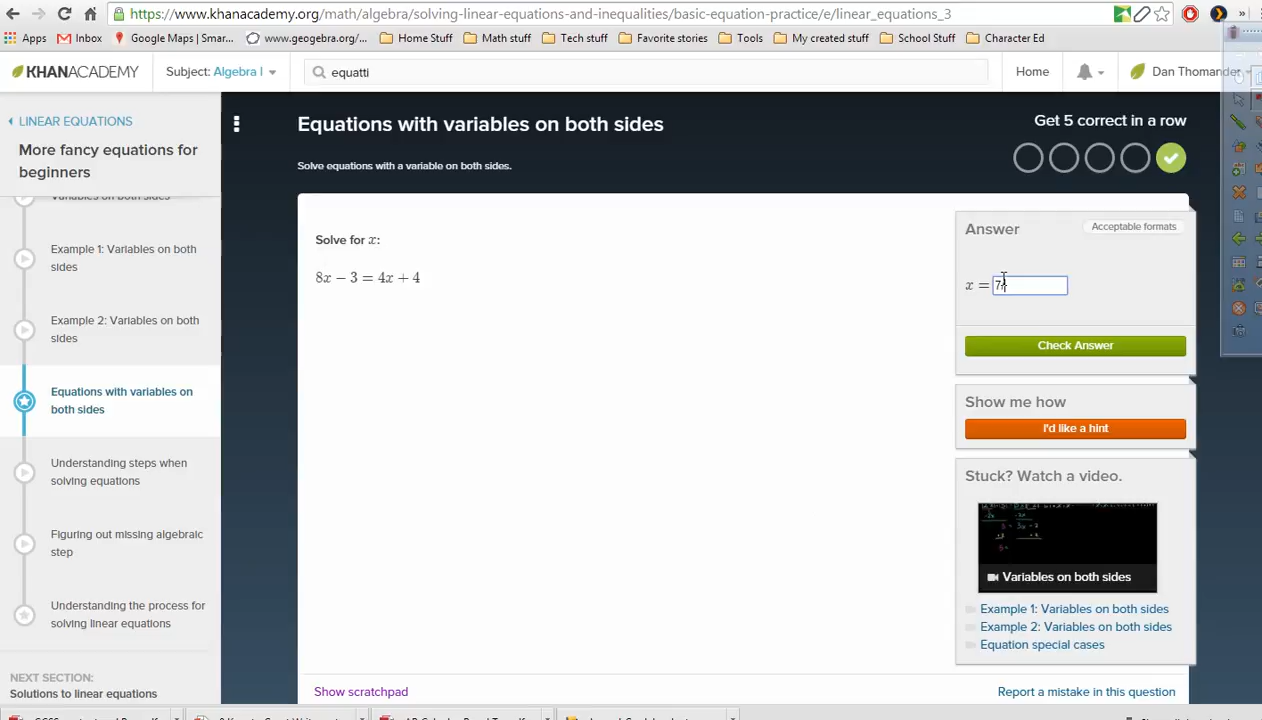 https://www.khanacademy.org/math/algebra/solving-linear-equations-and-inequalities/basic-equation-practice/e/linear_equations_3
Apps Inbox Google Maps | Smar... www.geogebra.org/... Home Stuff Math stuff Tech stuff Favorite stories Tools My created stuff School Stuff Character Ed
KHANACADEMY Subject: Algebra I equatti Home Dan Thomander
LINEAR EQUATIONS
More fancy equations for
beginners
Variables on both sides
Example 1: Variables on both
sides
Example 2: Variables on both
sides
Equations with variables on
both sides
Understanding steps when
solving equations
Figuring out missing algebraic
step
Understanding the process for
solving linear equations
NEXT SECTION:
Solutions to linear equations
Equations with variables on both sides
Get 5 correct in a row
Solve equations with a variable on both sides.
Solve for x:
8x − 3 = 4x + 4
Answer Acceptable formats
x = 7
Check Answer
Show me how
I'd like a hint
Stuck? Watch a video.
Variables on both sides
Example 1: Variables on both sides
Example 2: Variables on both sides
Equation special cases
Show scratchpad
Report a mistake in this question